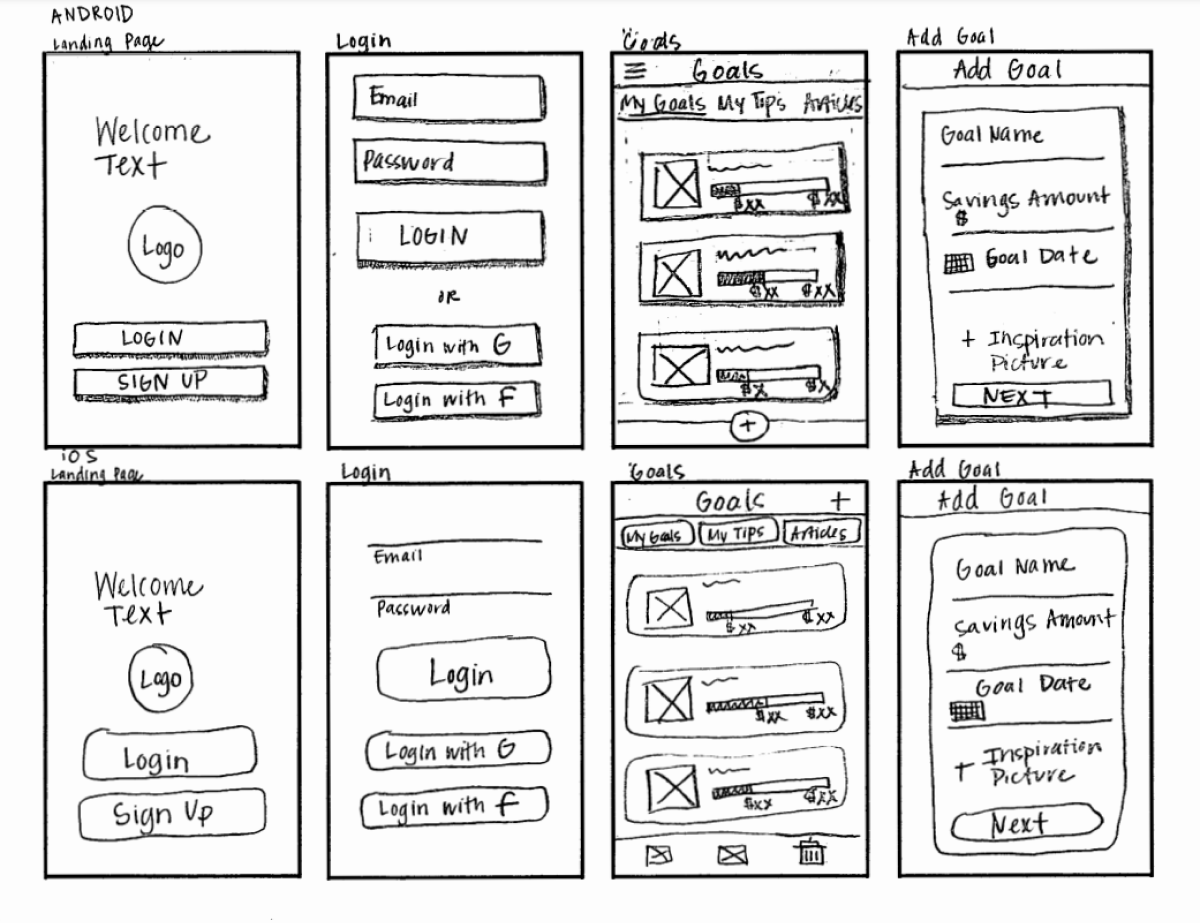 ANDROID
Landing Page
Welcome
Text
Logo
LOGIN
SIGN UP
Login
Email
Password
LOGIN
OR
Login with G
Login with f
Goals
Goals
My Goals My Tips Articles
$xx $xx
$xx $xx
$x $x
+
Add Goal
Add Goal
Goal Name
Savings Amount
$
Goal Date
+ Inspiration
Picture
NEXT
iOS
Landing Page
Welcome
Text
Logo
Login
Sign Up
Login
Email
Password
Login
Login with G
Login with f
Goals
Goals +
My Goals My Tips Articles
$xx $xx
$xx $xx
$xx $xx
Add Goal
Add Goal
Goal Name
Savings Amount
$
Goal Date
+ Inspiration
Picture
Next